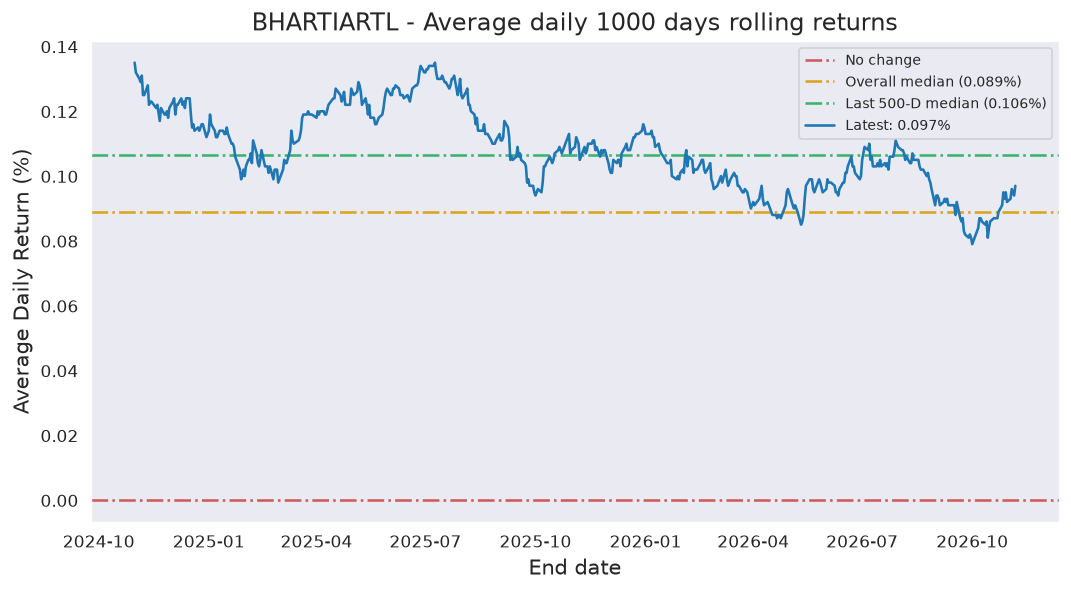 BHARTIARTL - Average daily 1000 days rolling returns
No change
Overall median (0.089%)
Last 500-D median (0.106%)
Latest: 0.097%
Average Daily Return (%)
0.14
0.12
0.10
0.08
0.06
0.04
0.02
0.00
2024-10 2025-01 2025-04 2025-07 2025-10 2026-01 2026-04 2026-07 2026-10
End date